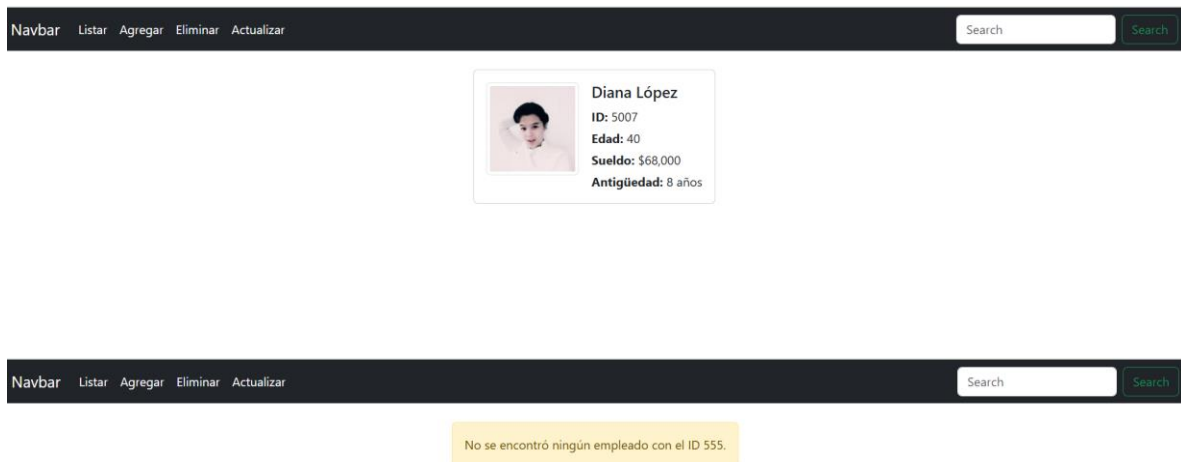 Navbar Listar Agregar Eliminar Actualizar Search Search
Diana López
ID: 5007
Edad: 40
Sueldo: $68,000
Antigüedad: 8 años
Navbar Listar Agregar Eliminar Actualizar Search Search
No se encontró ningún empleado con el ID 555.